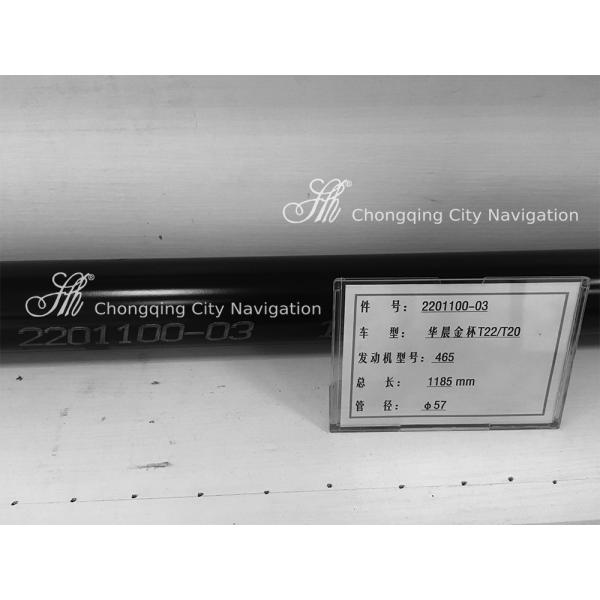 Chongqing City Navigation
Chongqing City Navigation
2201100-03
件 号： 2201100-03
车 型： 华晨金杯T22/T20
发动机型号： 465
总 长： 1185 mm
管 径： φ57